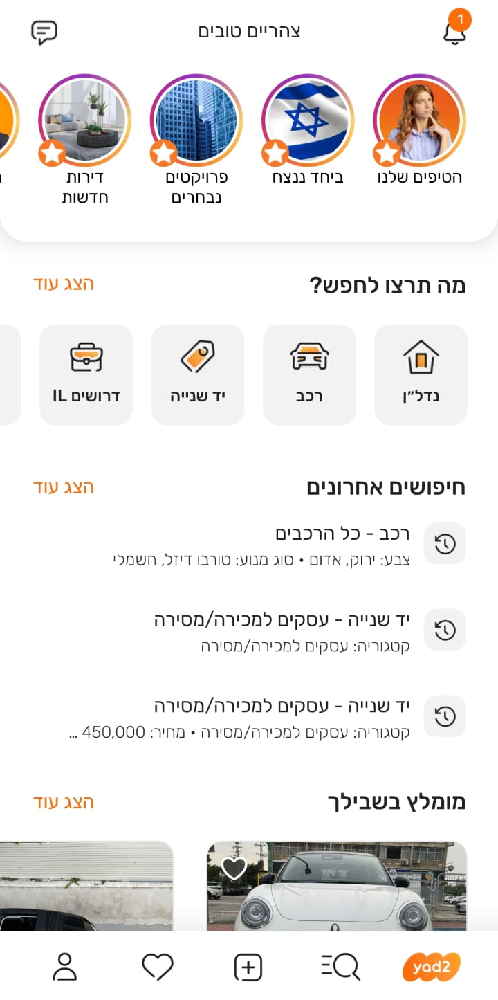 1
צהריים טובים
הטיפים שלנו
ביחד ננצח
פרויקטים
נבחרים
דירות
חדשות
מה תרצו לחפש?
הצג עוד
נדל״ן
רכב
יד שנייה
דרושים IL
חיפושים אחרונים
הצג עוד
רכב - כל הרכבים
צבע: ירוק, אדום • סוג מנוע: טורבו דיזל, חשמלי
יד שנייה - עסקים למכירה/מסירה
קטגוריה: עסקים למכירה/מסירה
יד שנייה - עסקים למכירה/מסירה
קטגוריה: עסקים למכירה/מסירה • מחיר: 450,000 ...
מומלץ בשבילך
הצג עוד
yad2